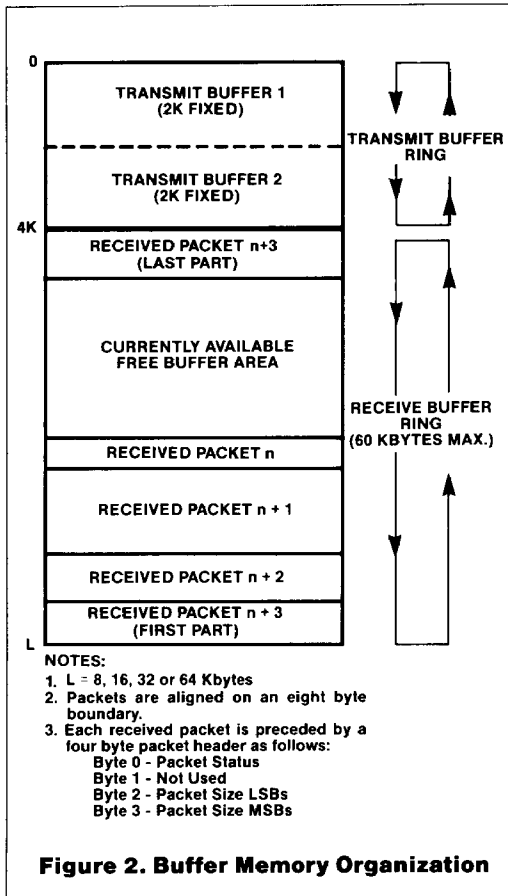 0
TRANSMIT BUFFER 1
(2K FIXED)
TRANSMIT BUFFER 2
(2K FIXED)
TRANSMIT BUFFER
RING
4K
RECEIVED PACKET n+3
(LAST PART)
CURRENTLY AVAILABLE
FREE BUFFER AREA
RECEIVE BUFFER
RING
(60 KBYTES MAX.)
RECEIVED PACKET n
RECEIVED PACKET n + 1
RECEIVED PACKET n + 2
RECEIVED PACKET n + 3
(FIRST PART)
L
NOTES:
1. L = 8, 16, 32 or 64 Kbytes
2. Packets are aligned on an eight byte
boundary.
3. Each received packet is preceded by a
four byte packet header as follows:
Byte 0 - Packet Status
Byte 1 - Not Used
Byte 2 - Packet Size LSBs
Byte 3 - Packet Size MSBs
Figure 2. Buffer Memory Organization